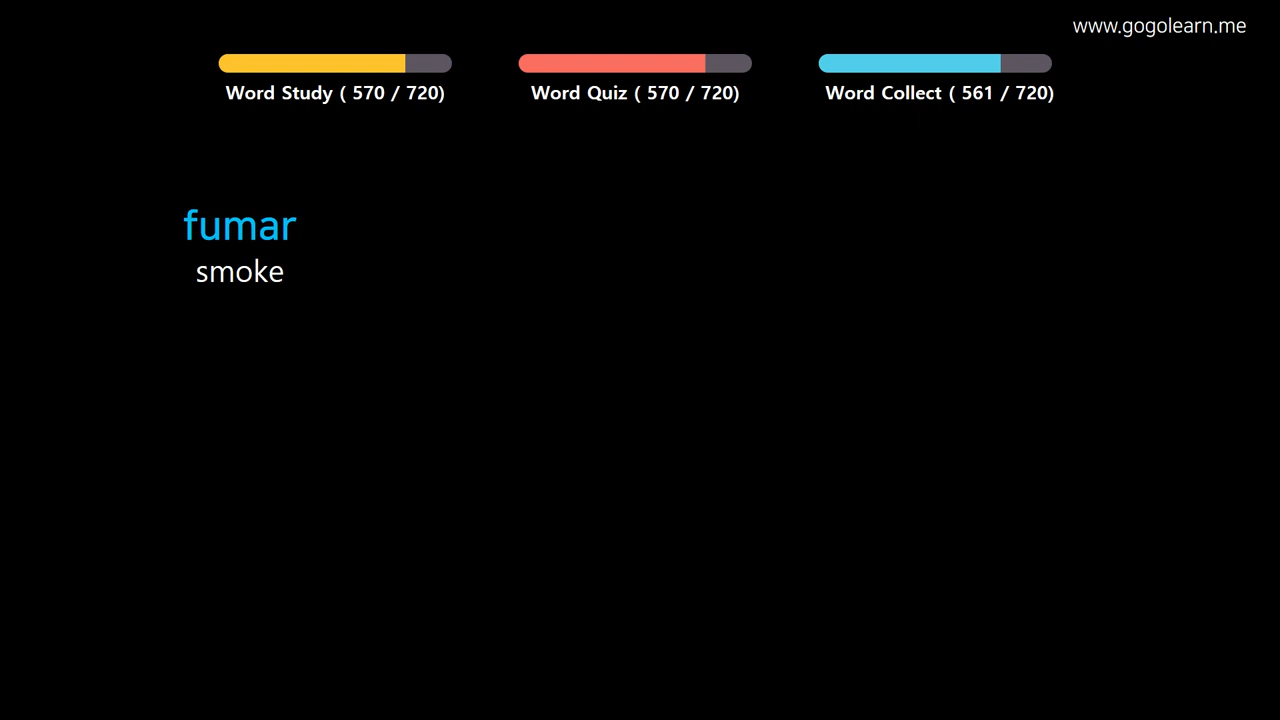 www.gogolearn.me
Word Study ( 570 / 720)
Word Quiz ( 570 / 720)
Word Collect ( 561 / 720)
fumar
smoke